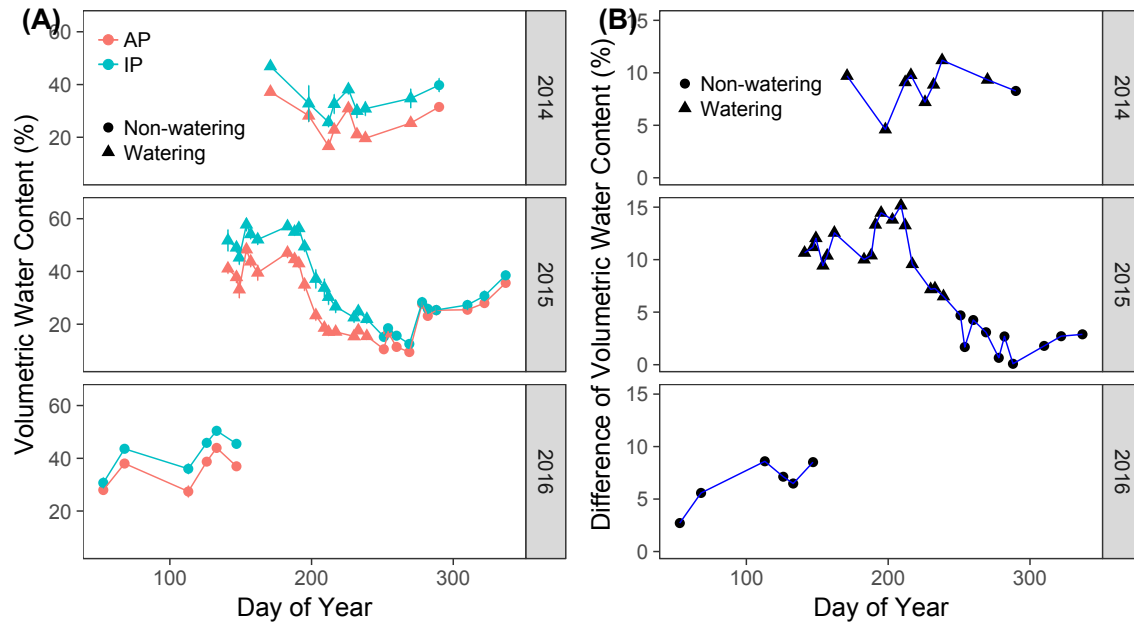 (A)
Volumetric Water Content (%)
60
40
20
AP
IP
Non-watering
Watering
2014
60
40
20
2015
60
40
20
2016
100
200
300
Day of Year
(B)
Difference of Volumetric Water Content (%)
15
10
5
0
Non-watering
Watering
2014
15
10
5
0
2015
15
10
5
0
2016
100
200
300
Day of Year